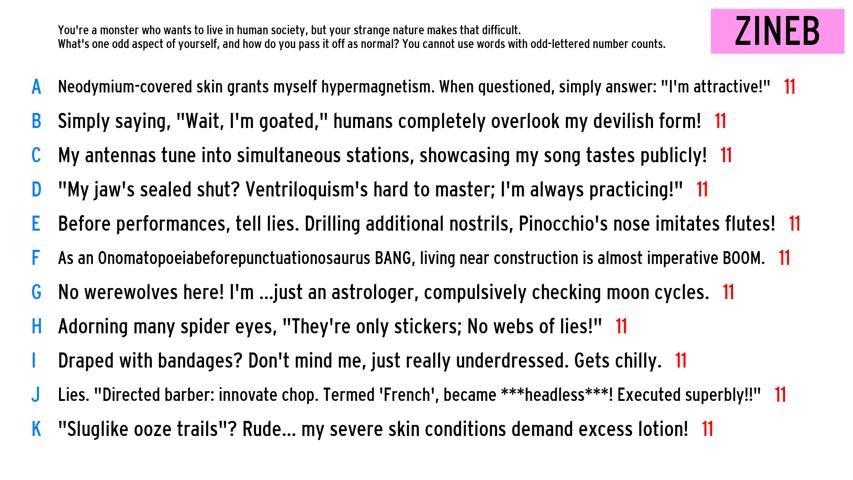 You're a monster who wants to live in human society, but your strange nature makes that difficult.
What's one odd aspect of yourself, and how do you pass it off as normal? You cannot use words with odd-lettered number counts.
ZINEB
A Neodymium-covered skin grants myself hypermagnetism. When questioned, simply answer: "I'm attractive!" 11
B Simply saying, "Wait, I'm goated," humans completely overlook my devilish form! 11
C My antennas tune into simultaneous stations, showcasing my song tastes publicly! 11
D "My jaw's sealed shut? Ventriloquism's hard to master; I'm always practicing!" 11
E Before performances, tell lies. Drilling additional nostrils, Pinocchio's nose imitates flutes! 11
F As an Onomatopoeiabeforepunctuationosaurus BANG, living near construction is almost imperative BOOM. 11
G No werewolves here! I'm ...just an astrologer, compulsively checking moon cycles. 11
H Adorning many spider eyes, "They're only stickers; No webs of lies!" 11
I Draped with bandages? Don't mind me, just really underdressed. Gets chilly. 11
J Lies. "Directed barber: innovate chop. Termed 'French', became ***headless***! Executed superbly!!" 11
K "Sluglike ooze trails"? Rude... my severe skin conditions demand excess lotion! 11